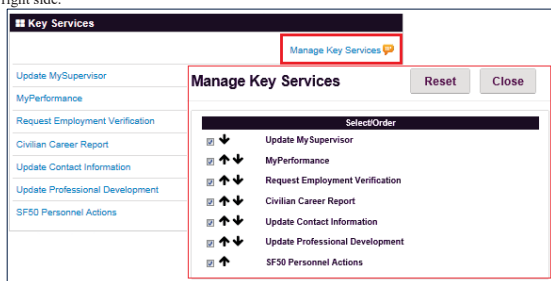 right side.
Key Services
Manage Key Services
Update MySupervisor
MyPerformance
Request Employment Verification
Civilian Career Report
Update Contact Information
Update Professional Development
SF50 Personnel Actions
Manage Key Services Reset Close
Select/Order
Update MySupervisor
MyPerformance
Request Employment Verification
Civilian Career Report
Update Contact Information
Update Professional Development
SF50 Personnel Actions